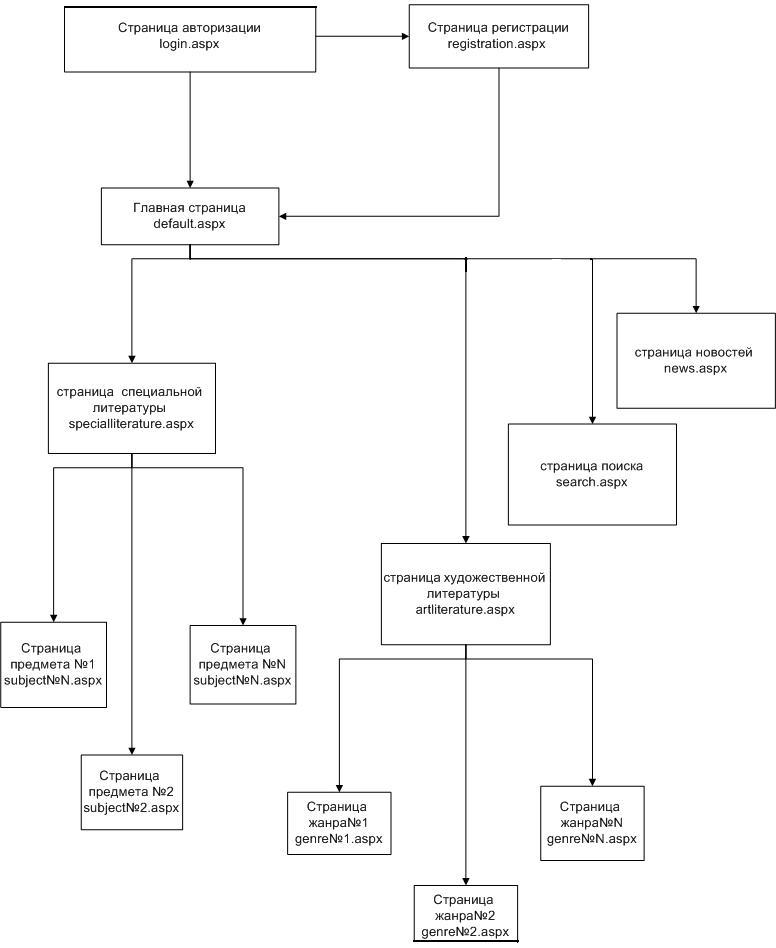 Страница авторизации
login.aspx
Страница регистрации
registration.aspx
Главная страница
default.aspx
страница новостей
news.aspx
страница специальной
литературы
specialliterature.aspx
страница поиска
search.aspx
страница художественной
литературы
artliterature.aspx
Страница
предмета №1
subject№N.aspx
Страница
предмета №N
subject№N.aspx
Страница
предмета №2
subject№2.aspx
Страница
жанра№1
genre№1.aspx
Страница
жанра№N
genre№N.aspx
Страница
жанра№2
genre№2.aspx